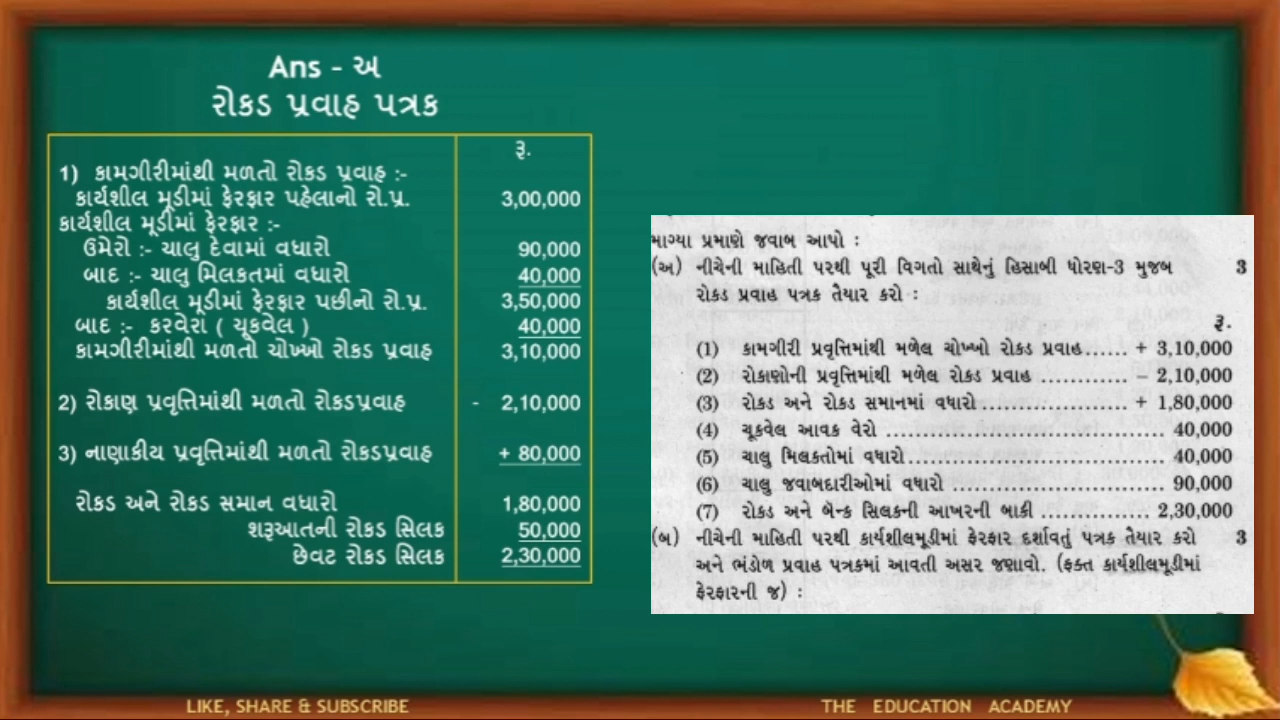 Ans - અ
રોકડ પ્રવાહ પત્રક
રૂ.
1) કામગીરીમાંથી મળતો રોકડ પ્રવાહ :-
કાર્યશીલ મૂડીમાં ફેરફાર પહેલાનો રો.પ્ર. 3,00,000
કાર્યશીલ મૂડીમાં ફેરફાર :-
ઉમેરો :- ચાલુ દેવામાં વધારો 90,000
બાદ :- ચાલુ મિલકતમાં વધારો 40,000
કાર્યશીલ મૂડીમાં ફેરફાર પછીનો રો.પ્ર. 3,50,000
બાદ :- કરવેરા ( ચૂકવેલ ) 40,000
કામગીરીમાંથી મળતો ચોખ્ખો રોકડ પ્રવાહ 3,10,000
2) રોકાણ પ્રવૃત્તિમાંથી મળતો રોકડપ્રવાહ - 2,10,000
3) નાણાકીય પ્રવૃત્તિમાંથી મળતો રોકડપ્રવાહ + 80,000
રોકડ અને રોકડ સમાન વધારો 1,80,000
શરૂઆતની રોકડ સિલક 50,000
છેવટ રોકડ સિલક 2,30,000
માગ્યા પ્રમાણે જવાબ આપો :
(અ) નીચેની માહિતી પરથી પૂરી વિગતો સાથેનું હિસાબી ધોરણ-3 મુજબ 3
રોકડ પ્રવાહ પત્રક તૈયાર કરો :
રૂ.
(1) કામગીરી પ્રવૃત્તિમાંથી મળેલ ચોખ્ખો રોકડ પ્રવાહ...... + 3,10,000
(2) રોકાણોની પ્રવૃત્તિમાંથી મળેલ રોકડ પ્રવાહ ............ – 2,10,000
(3) રોકડ અને રોકડ સમાનમાં વધારો .................... + 1,80,000
(4) ચૂકવેલ આવક વેરો ...................................... 40,000
(5) ચાલુ મિલકતોમાં વધારો................................... 40,000
(6) ચાલુ જવાબદારીઓમાં વધારો ............................. 90,000
(7) રોકડ અને બૅન્ક સિલકની આખરની બાકી ................. 2,30,000
(બ) નીચેની માહિતી પરથી કાર્યશીલમૂડીમાં ફેરફાર દર્શાવતું પત્રક તૈયાર કરો 3
અને ભંડોળ પ્રવાહ પત્રકમાં આવતી અસર જણાવો. (ફક્ત કાર્યશીલમૂડીમાં
ફેરફારની જ) :
LIKE, SHARE & SUBSCRIBE
THE EDUCATION ACADEMY